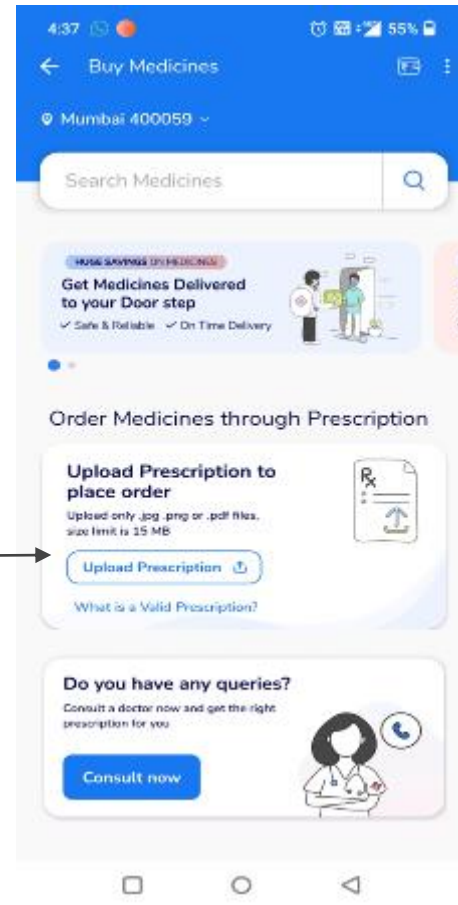 4:37
55%
Buy Medicines
Mumbai 400059
Search Medicines
HUGE SAVINGS ON MEDICINES
Get Medicines Delivered
to your Door step
✓ Safe & Reliable ✓ On Time Delivery
Order Medicines through Prescription
Upload Prescription to
place order
Upload only .jpg .png or .pdf files,
size limit is 15 MB
Upload Prescription
What is a Valid Prescription?
Rx
Do you have any queries?
Consult a doctor now and get the right
prescription for you
Consult now